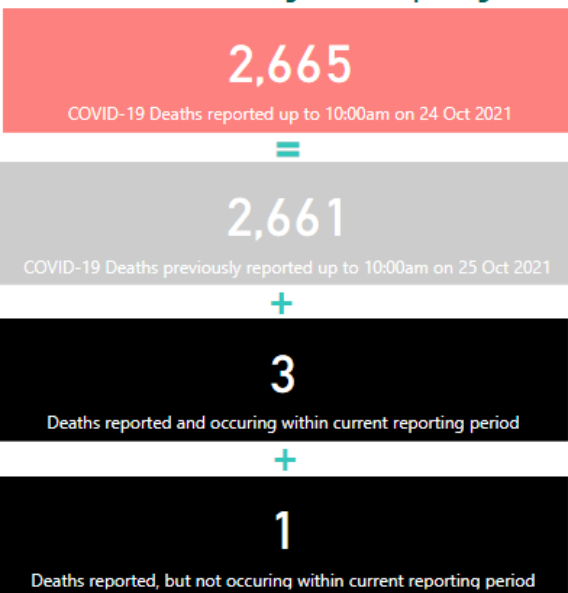 2,665
COVID-19 Deaths reported up to 10:00am on 24 Oct 2021
=
2,661
COVID-19 Deaths previously reported up to 10:00am on 25 Oct 2021
+
3
Deaths reported and occuring within current reporting period
+
1
Deaths reported, but not occuring within current reporting period